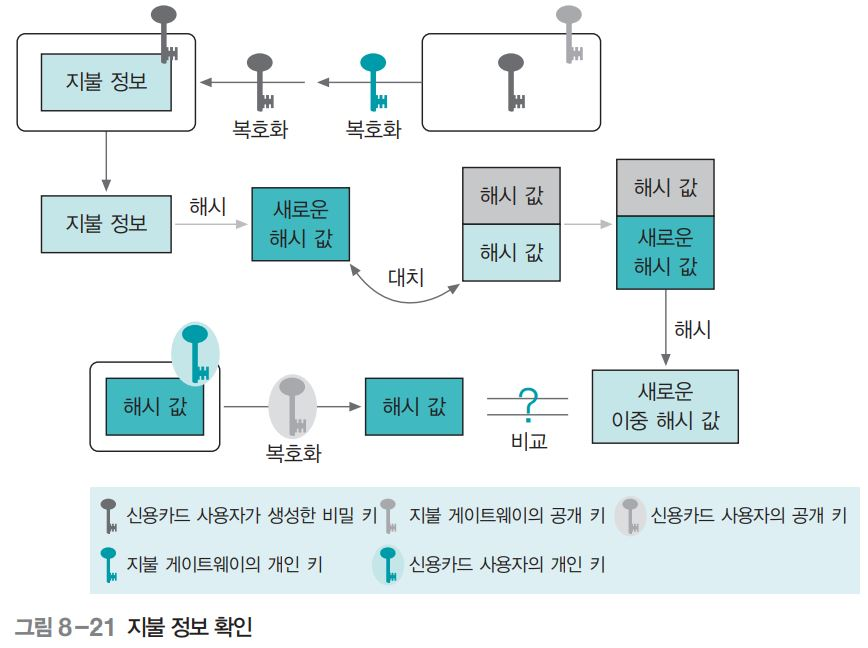 지불 정보
복호화
복호화
지불 정보
해시
새로운
해시 값
대치
해시 값
해시 값
해시 값
새로운
해시 값
해시
해시 값
복호화
해시 값
?
비교
새로운
이중 해시 값
신용카드 사용자가 생성한 비밀 키
지불 게이트웨이의 공개 키
신용카드 사용자의 공개 키
지불 게이트웨이의 개인 키
신용카드 사용자의 개인 키
그림 8-21 지불 정보 확인